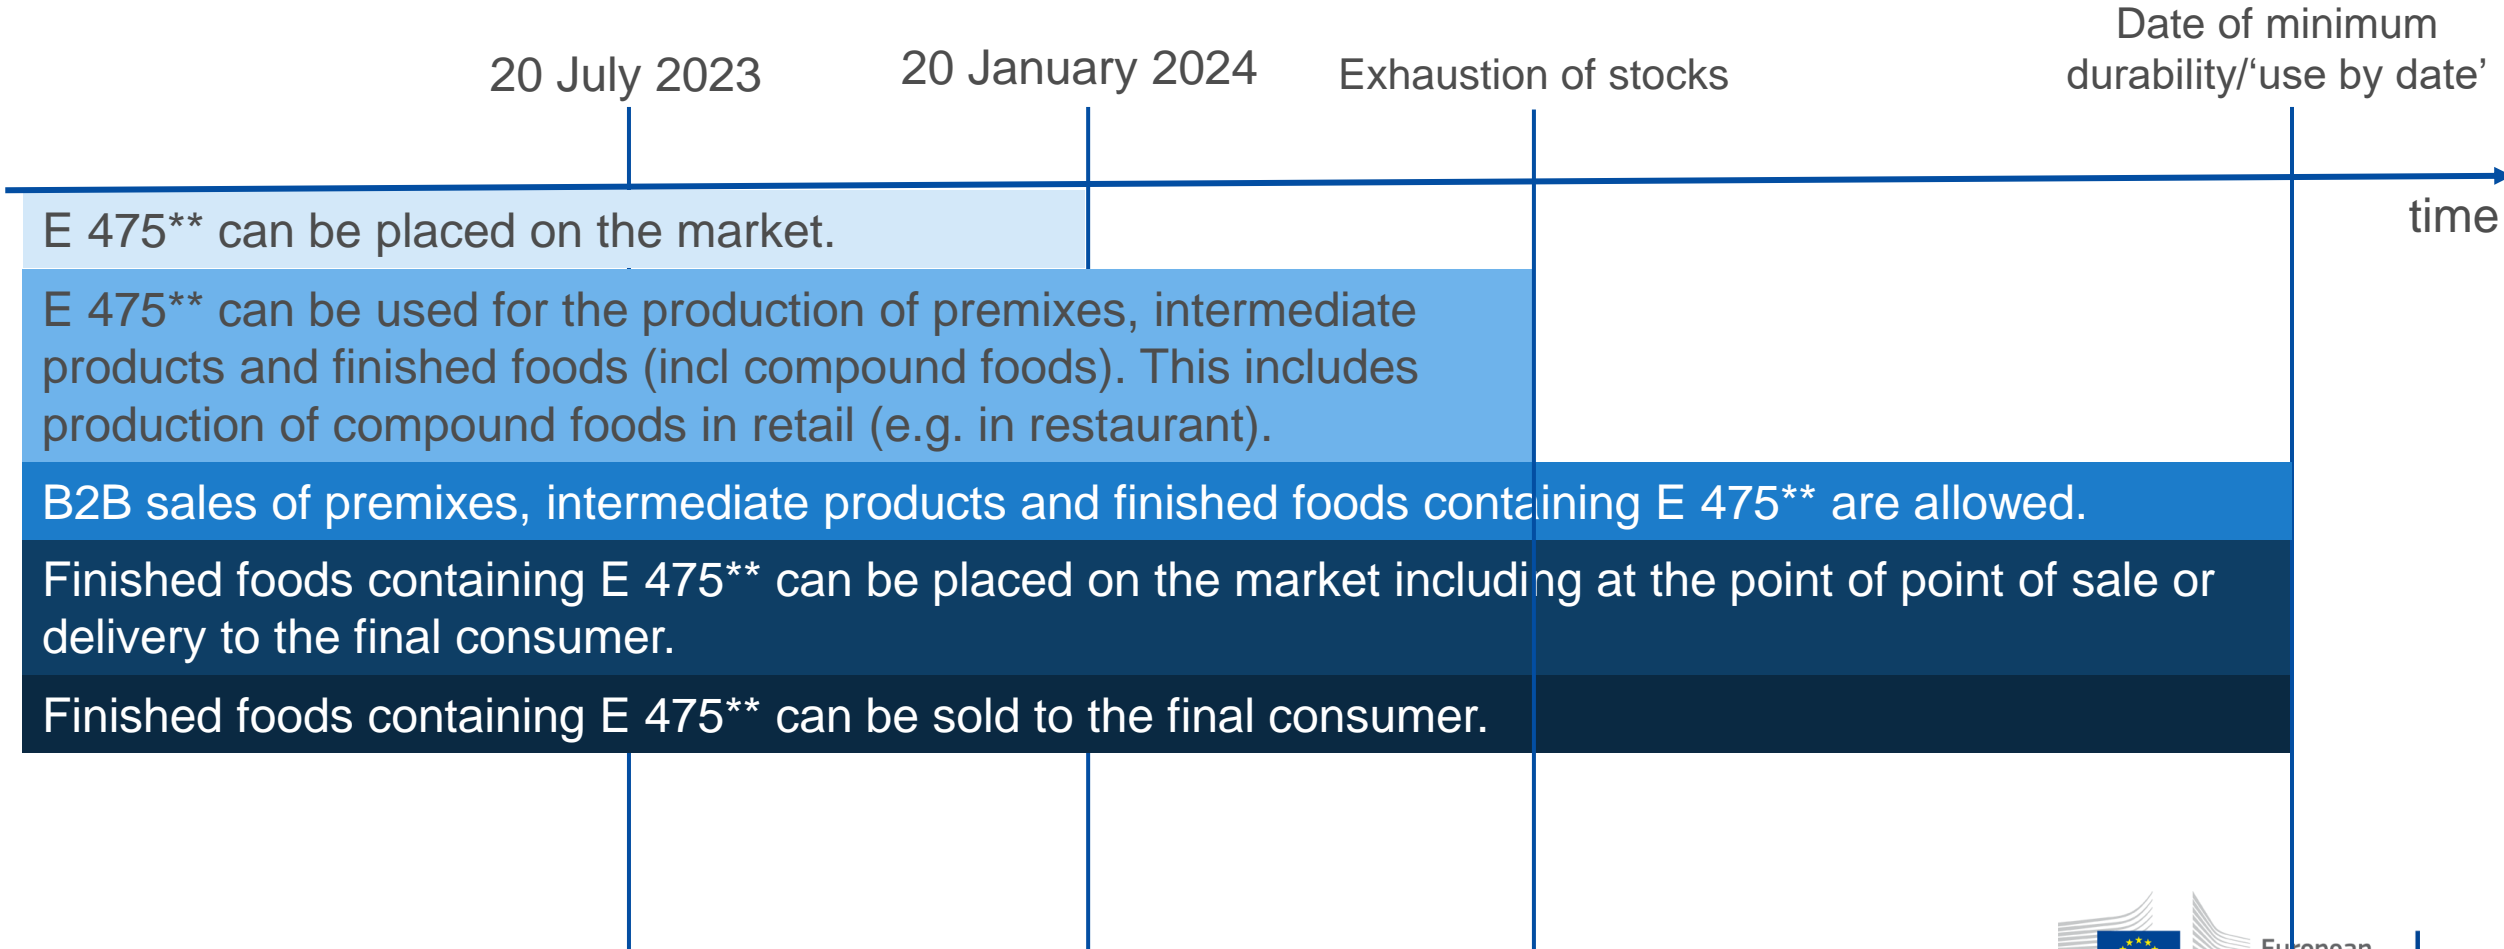 20 July 2023
20 January 2024
Exhaustion of stocks
Date of minimum
durability/‘use by date’
time
E 475** can be placed on the market.
E 475** can be used for the production of premixes, intermediate
products and finished foods (incl compound foods). This includes
production of compound foods in retail (e.g. in restaurant).
B2B sales of premixes, intermediate products and finished foods containing E 475** are allowed.
Finished foods containing E 475** can be placed on the market including at the point of point of sale or
delivery to the final consumer.
Finished foods containing E 475** can be sold to the final consumer.
European